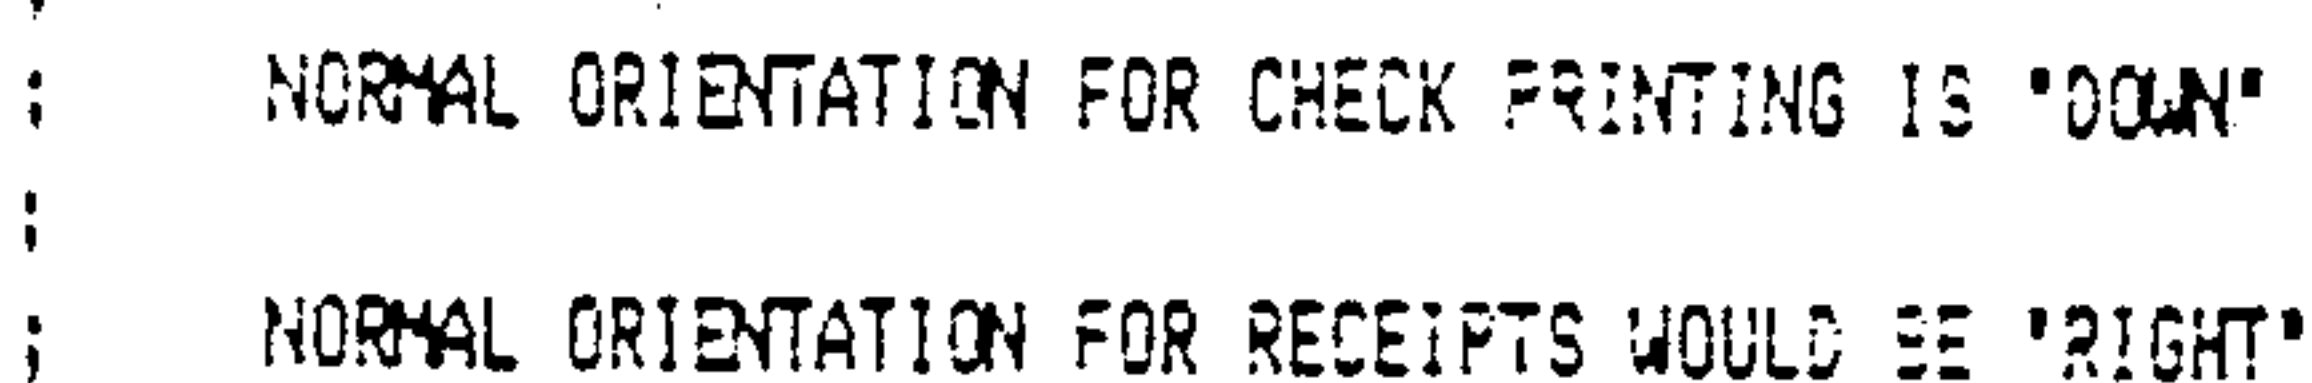 ;     NORMAL ORIENTATION FOR CHECK PRINTING IS "DOWN"
;
;     NORMAL ORIENTATION FOR RECEIPTS WOULD BE "RIGHT"